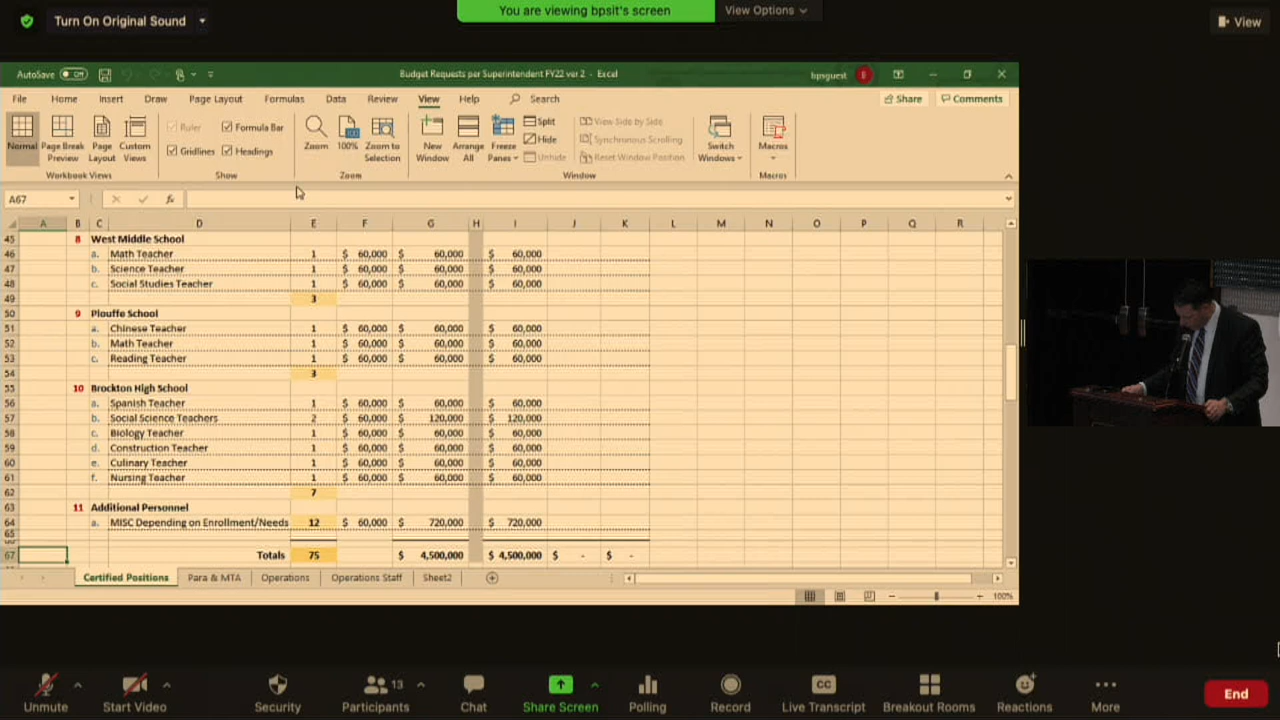 Turn On Original Sound
You are viewing bpsit's screen
View Options
View
AutoSave Off
Budget Requests per Superintendent FY22 ver 2 - Excel
bpsguest
File Home Insert Draw Page Layout Formulas Data Review View Help Search
Share Comments
Normal Page Break Preview Page Layout Custom Views
Ruler Formula Bar
Gridlines Headings
Zoom 100% Zoom to Selection
New Window Arrange All Freeze Panes
Split
Hide
Unhide
View Side by Side
Synchronous Scrolling
Reset Window Position
Switch Windows
Macros
Workbook Views Show Zoom Window Macros
A67 fx
A B C D E F G H I J K L M N O P Q R
45 8 West Middle School
46 a. Math Teacher 1 $ 60,000 $ 60,000 $ 60,000
47 b. Science Teacher 1 $ 60,000 $ 60,000 $ 60,000
48 c. Social Studies Teacher 1 $ 60,000 $ 60,000 $ 60,000
49 3
50 9 Plouffe School
51 a. Chinese Teacher 1 $ 60,000 $ 60,000 $ 60,000
52 b. Math Teacher 1 $ 60,000 $ 60,000 $ 60,000
53 c. Reading Teacher 1 $ 60,000 $ 60,000 $ 60,000
54 3
55 10 Brockton High School
56 a. Spanish Teacher 1 $ 60,000 $ 60,000 $ 60,000
57 b. Social Science Teachers 2 $ 60,000 $ 120,000 $ 120,000
58 c. Biology Teacher 1 $ 60,000 $ 60,000 $ 60,000
59 d. Construction Teacher 1 $ 60,000 $ 60,000 $ 60,000
60 e. Culinary Teacher 1 $ 60,000 $ 60,000 $ 60,000
61 f. Nursing Teacher 1 $ 60,000 $ 60,000 $ 60,000
62 7
63 11 Additional Personnel
64 a. MISC Depending on Enrollment/Needs 12 $ 60,000 $ 720,000 $ 720,000
65
67 Totals 75 $ 4,500,000 $ 4,500,000 $ - $ -
Certified Positions Para & MTA Operations Operations Staff Sheet2
100%
13
Unmute Start Video Security Participants Chat Share Screen Polling Record Live Transcript Breakout Rooms Reactions More End